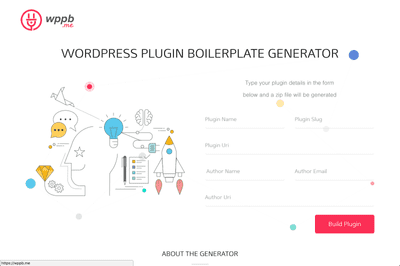 wppb
.me
WORDPRESS PLUGIN BOILERPLATE GENERATOR
Type your plugin details in the form
below and a zip file will be generated
Plugin Name
Plugin Slug
Plugin Url
Author Name
Author Email
Author Url
Build Plugin
ABOUT THE GENERATOR
https://wppb.me